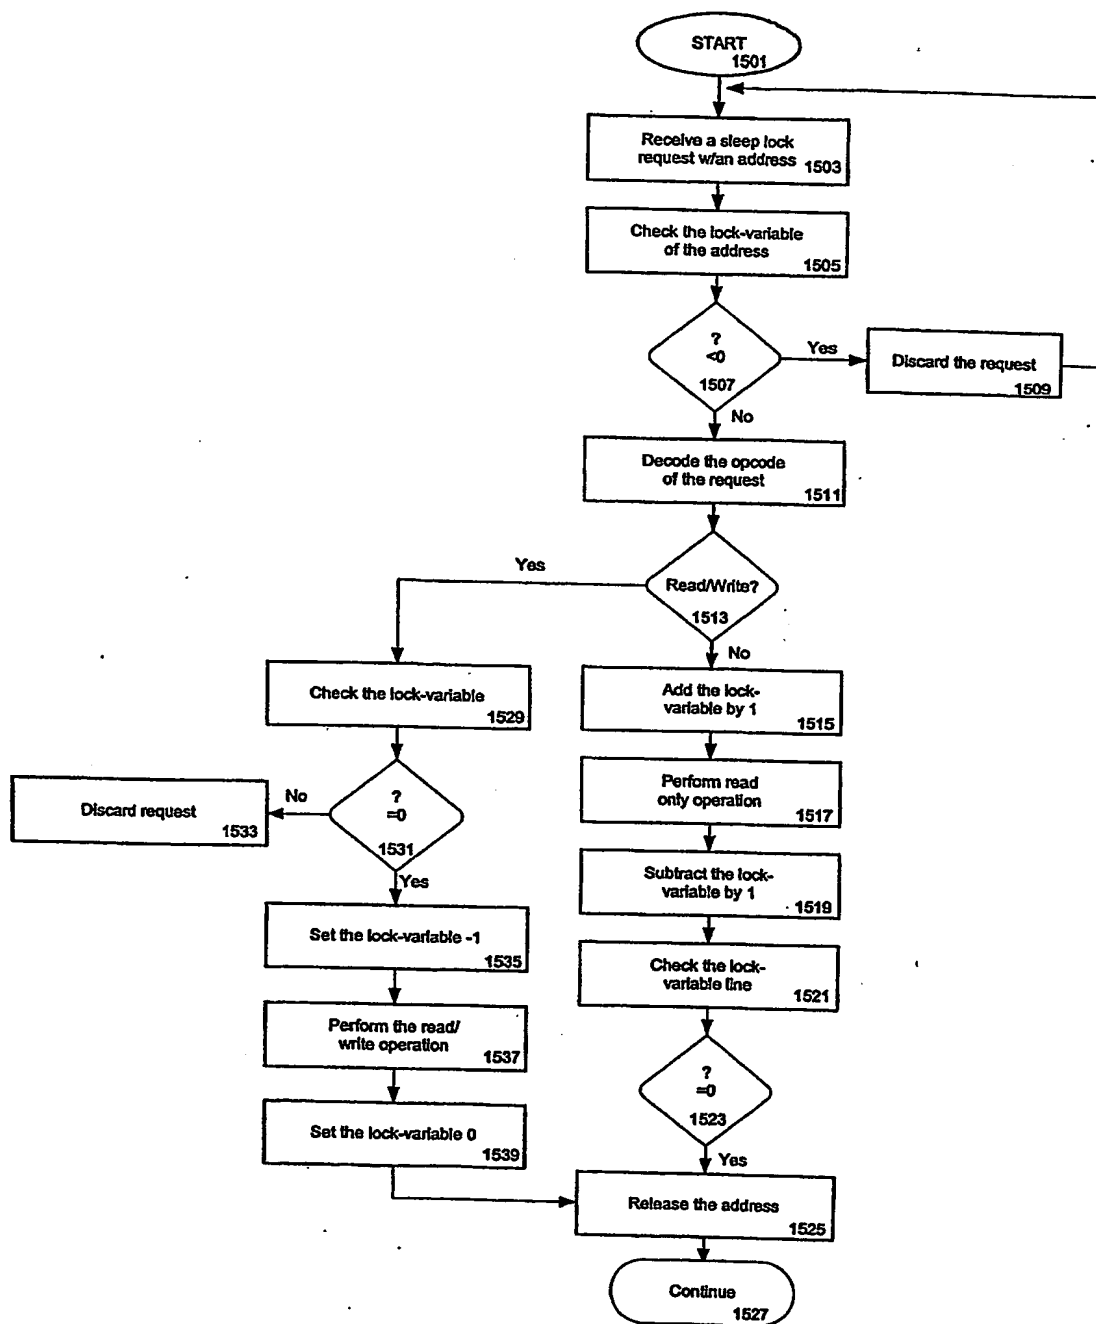 START
1501
Receive a sleep lock
request w/an address
1503
Check the lock-variable
of the address
1505
?
<0
1507
Yes
Discard the request
1509
No
Decode the opcode
of the request
1511
Read/Write?
1513
Yes
No
Check the lock-variable
1529
Add the lock-
variable by 1
1515
?
=0
1531
No
Discard request
1533
Yes
Perform read
only operation
1517
Subtract the lock-
variable by 1
1519
Set the lock-variable -1
1535
Check the lock-
variable line
1521
Perform the read/
write operation
1537
?
=0
1523
Yes
Set the lock-variable 0
1539
Release the address
1525
Continue
1527